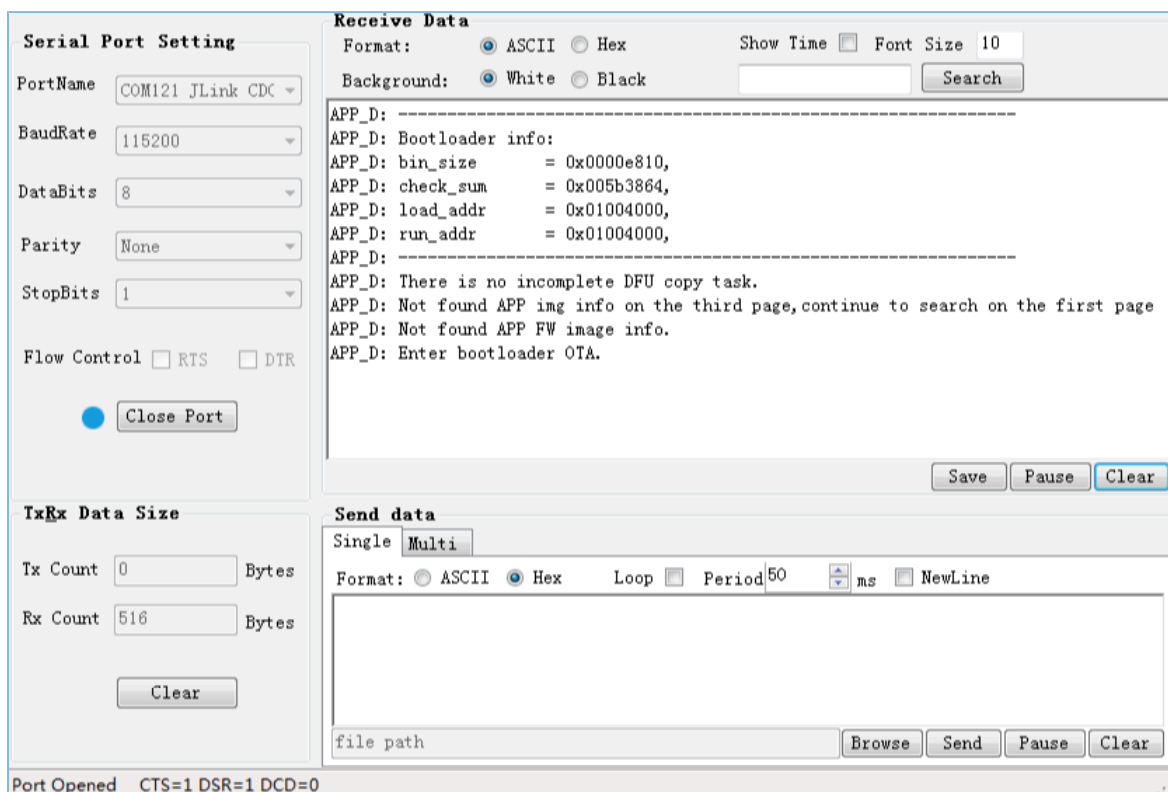 Serial Port Setting
PortName COM121 JLink CDC
BaudRate 115200
DataBits 8
Parity None
StopBits 1
Flow Control RTS DTR
Close Port
TxRx Data Size
Tx Count 0 Bytes
Rx Count 516 Bytes
Clear
Receive Data
Format: ASCII Hex Show Time Font Size 10
Background: White Black Search
APP_D: ------------------------------------------------------------------
APP_D: Bootloader info:
APP_D: bin_size = 0x0000e810,
APP_D: check_sum = 0x005b3864,
APP_D: load_addr = 0x01004000,
APP_D: run_addr = 0x01004000,
APP_D: ------------------------------------------------------------------
APP_D: There is no incomplete DFU copy task.
APP_D: Not found APP img info on the third page,continue to search on the first page
APP_D: Not found APP FW image info.
APP_D: Enter bootloader OTA.
Save Pause Clear
Send data
Single Multi
Format: ASCII Hex Loop Period 50 ms NewLine
file path Browse Send Pause Clear
Port Opened CTS=1 DSR=1 DCD=0